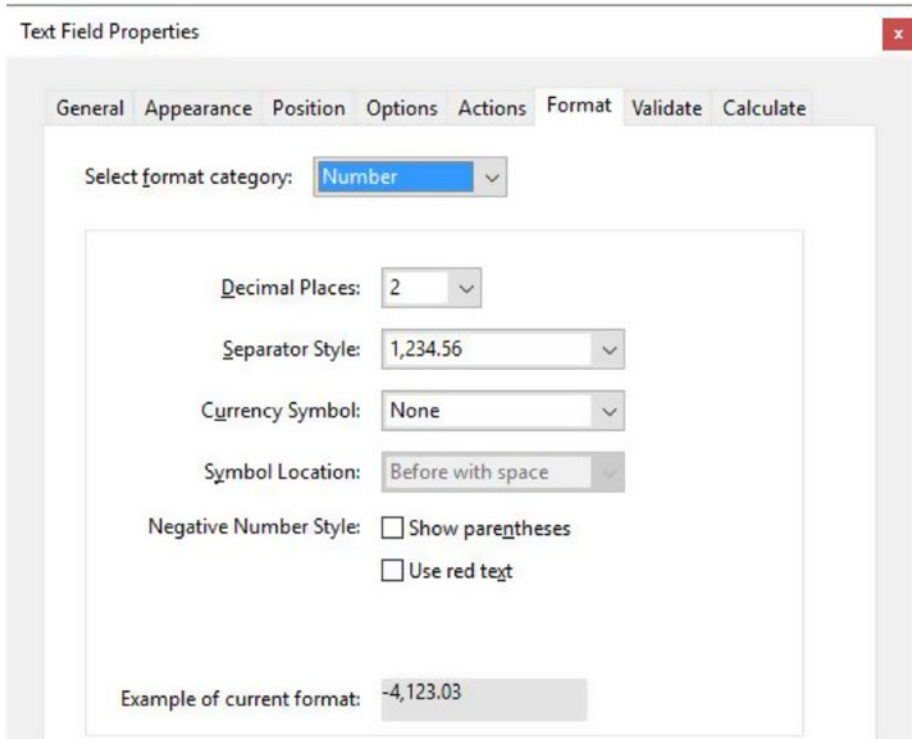 Text Field Properties
x
General Appearance Position Options Actions Format Validate Calculate
Select format category: Number
Decimal Places: 2
Separator Style: 1,234.56
Currency Symbol: None
Symbol Location: Before with space
Negative Number Style: Show parentheses
Use red text
Example of current format: -4,123.03